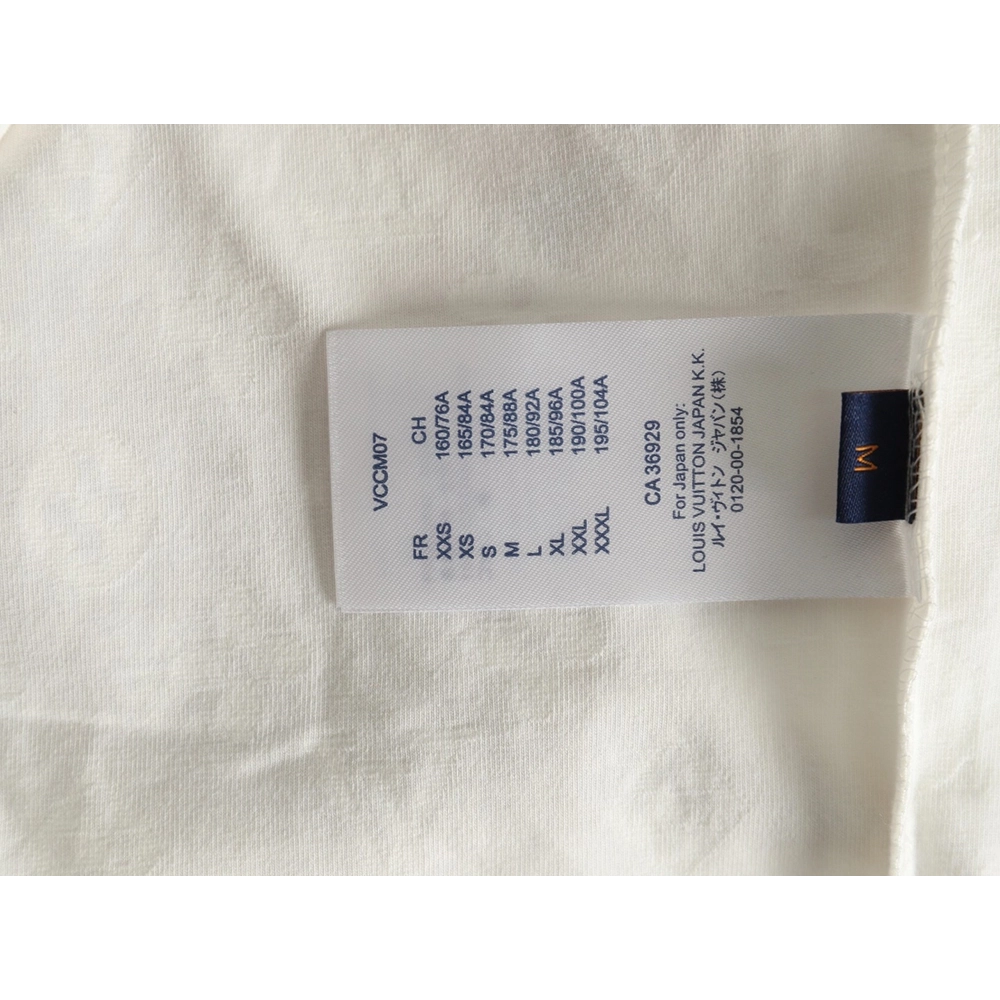 VCCM07
FR CH
XXS 160/76A
XS 165/84A
S 170/84A
M 175/88A
L 180/92A
XL 185/96A
XXL 190/100A
XXXL 195/104A
CA 36929
For Japan only:
LOUIS VUITTON JAPAN K.K.
ルイ・ヴィトン ジャパン(株)
0120-00-1854
M